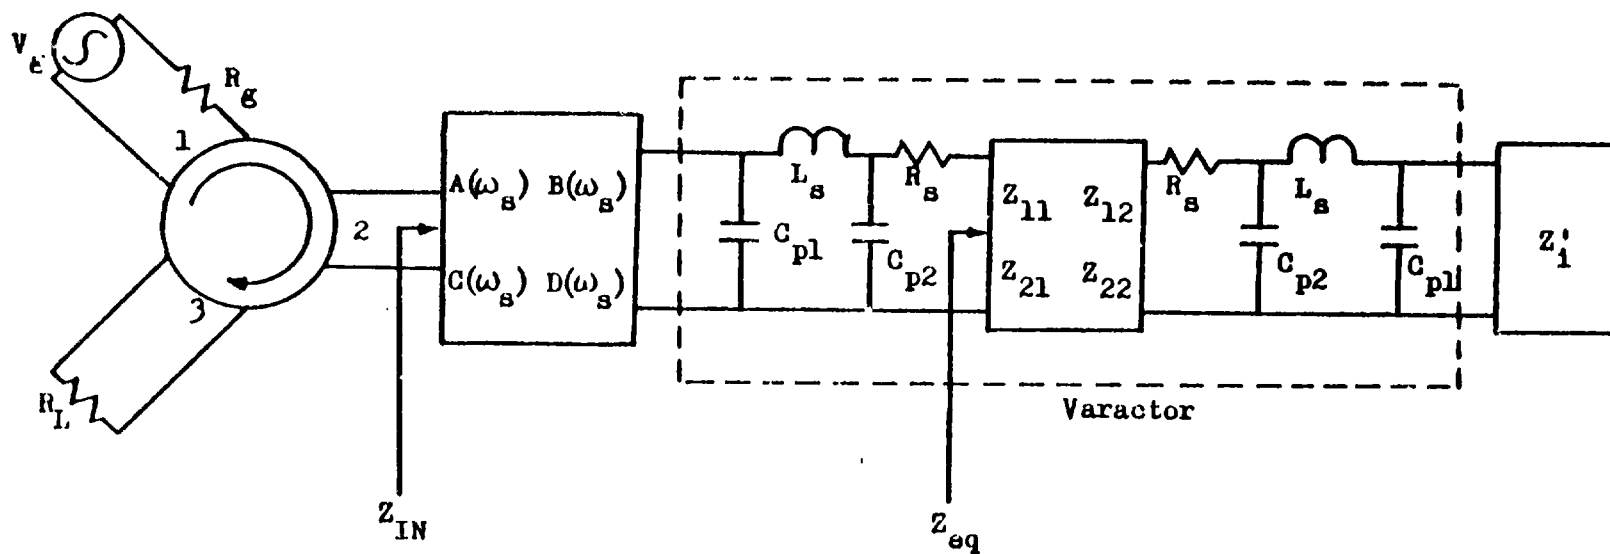 V_g
R_g
1
2
3
R_L
A(ω_s) B(ω_s)
C(ω_s) D(ω_s)
Z_IN
C_p1
L_s
C_p2
R_s
Z_11 Z_12
Z_21 Z_22
Z_eq
R_s
C_p2
L_s
C_p1
Varactor
Z'_i